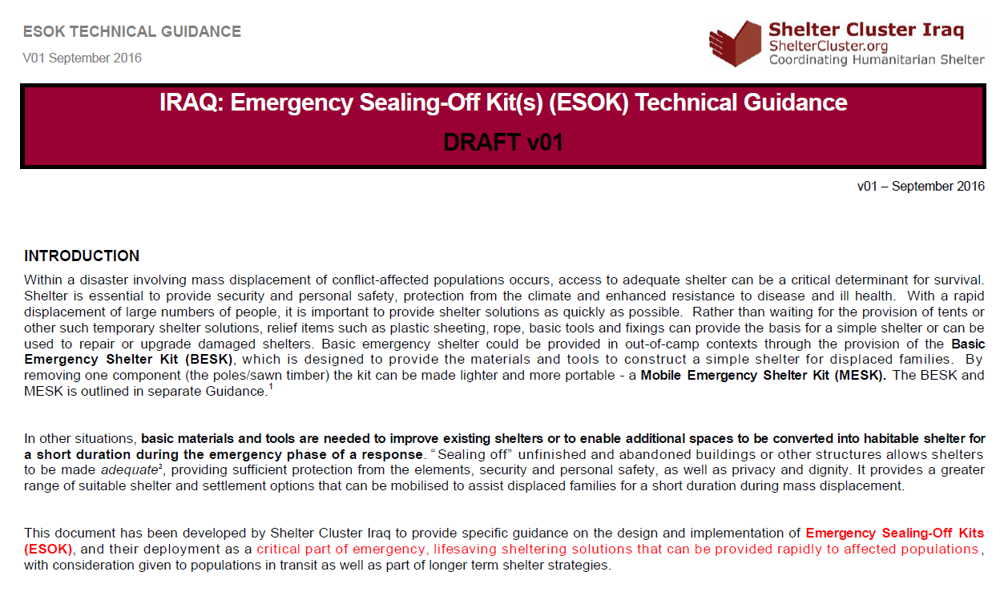 ESOK TECHNICAL GUIDANCE
V01 September 2016
Shelter Cluster Iraq
ShelterCluster.org
Coordinating Humanitarian Shelter
IRAQ: Emergency Sealing-Off Kit(s) (ESOK) Technical Guidance
DRAFT v01
v01 – September 2016
INTRODUCTION
Within a disaster involving mass displacement of conflict-affected populations occurs, access to adequate shelter can be a critical determinant for survival.
Shelter is essential to provide security and personal safety, protection from the climate and enhanced resistance to disease and ill health. With a rapid
displacement of large numbers of people, it is important to provide shelter solutions as quickly as possible. Rather than waiting for the provision of tents or
other such temporary shelter solutions, relief items such as plastic sheeting, rope, basic tools and fixings can provide the basis for a simple shelter or can be
used to repair or upgrade damaged shelters. Basic emergency shelter could be provided in out-of-camp contexts through the provision of the Basic
Emergency Shelter Kit (BESK), which is designed to provide the materials and tools to construct a simple shelter for displaced families. By
removing one component (the poles/sawn timber) the kit can be made lighter and more portable - a Mobile Emergency Shelter Kit (MESK). The BESK and
MESK is outlined in separate Guidance.1
In other situations, basic materials and tools are needed to improve existing shelters or to enable additional spaces to be converted into habitable shelter for
a short duration during the emergency phase of a response. “Sealing off” unfinished and abandoned buildings or other structures allows shelters
to be made adequate², providing sufficient protection from the elements, security and personal safety, as well as privacy and dignity. It provides a greater
range of suitable shelter and settlement options that can be mobilised to assist displaced families for a short duration during mass displacement.
This document has been developed by Shelter Cluster Iraq to provide specific guidance on the design and implementation of Emergency Sealing-Off Kits
(ESOK), and their deployment as a critical part of emergency, lifesaving sheltering solutions that can be provided rapidly to affected populations,
with consideration given to populations in transit as well as part of longer term shelter strategies.